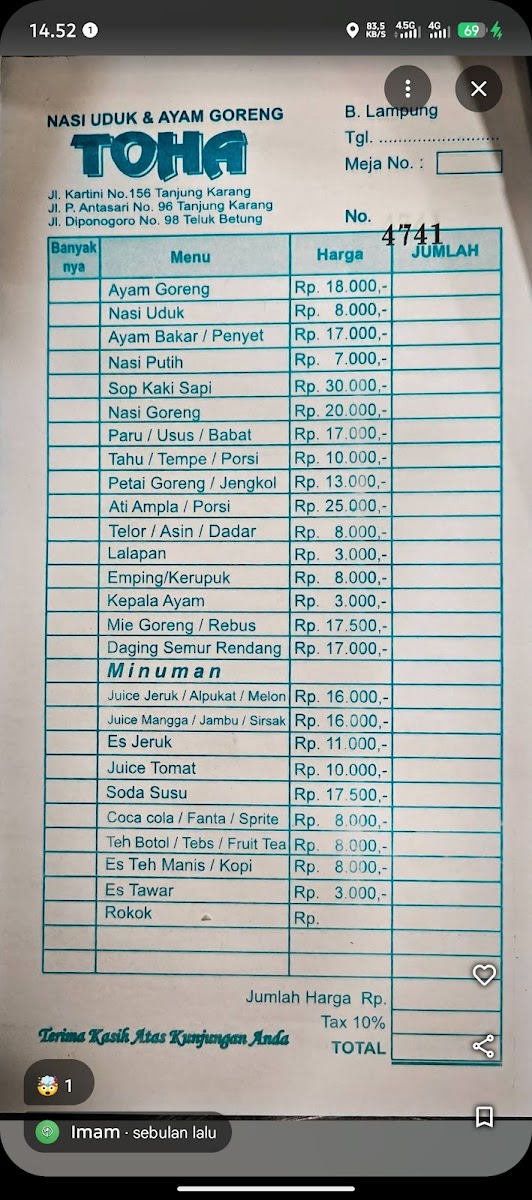 14.52 1 83,5 KB/S 4.5G 4G 69
NASI UDUK & AYAM GORENG
TOHA
Jl. Kartini No.156 Tanjung Karang
Jl. P. Antasari No. 96 Tanjung Karang
Jl. Diponogoro No. 98 Teluk Betung
B. Lampung
Tgl. ............................
Meja No. :
No. 4741
Banyak nya Menu Harga JUMLAH
Ayam Goreng Rp. 18.000,-
Nasi Uduk Rp. 8.000,-
Ayam Bakar / Penyet Rp. 17.000,-
Nasi Putih Rp. 7.000,-
Sop Kaki Sapi Rp. 30.000,-
Nasi Goreng Rp. 20.000,-
Paru / Usus / Babat Rp. 17.000,-
Tahu / Tempe / Porsi Rp. 10.000,-
Petai Goreng / Jengkol Rp. 13.000,-
Ati Ampla / Porsi Rp. 25.000,-
Telor / Asin / Dadar Rp. 8.000,-
Lalapan Rp. 3.000,-
Emping/Kerupuk Rp. 8.000,-
Kepala Ayam Rp. 3.000,-
Mie Goreng / Rebus Rp. 17.500,-
Daging Semur Rendang Rp. 17.000,-
Minuman
Juice Jeruk / Alpukat / Melon Rp. 16.000,-
Juice Mangga / Jambu / Sirsak Rp. 16.000,-
Es Jeruk Rp. 11.000,-
Juice Tomat Rp. 10.000,-
Soda Susu Rp. 17.500,-
Coca cola / Fanta / Sprite Rp. 8.000,-
Teh Botol / Tebs / Fruit Tea Rp. 8.000,-
Es Teh Manis / Kopi Rp. 8.000,-
Es Tawar Rp. 3.000,-
Rokok Rp.
Jumlah Harga Rp.
Tax 10%
Terima Kasih Atas Kunjungan Anda
TOTAL
🤯 1
Imam · sebulan lalu